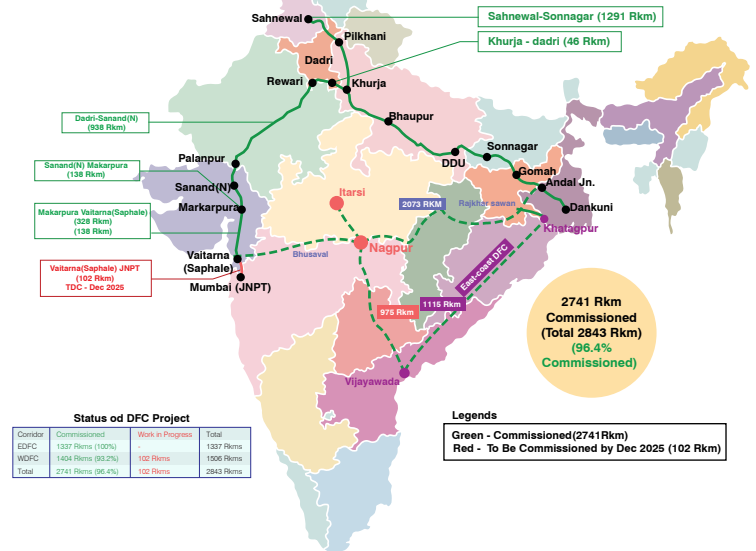 Sahnewal
Sahnewal-Sonnagar (1291 Rkm)
Pilkhani
Khurja - dadri (46 Rkm)
Dadri
Rewari
Khurja
Dadri-Sanand(N)
(938 Rkm)
Bhaupur
Sonnagar
Palanpur
DDU
Sanand(N) Makarpura
(138 Rkm)
Gomah
Sanand(N)
Andal Jn.
Itarsi
2073 RKM
Rajkhar sawan
Makarpura Vaitarna(Saphale)
(328 Rkm)
(138 Rkm)
Markarpura
Dankuni
Khatagpur
Nagpur
Bhusaval
Vaitarna
(Saphale)
East-coast DFC
Vaitarna(Saphale) JNPT
(102 Rkm)
TDC - Dec 2025
Mumbai (JNPT)
1115 Rkm
975 Rkm
2741 Rkm
Commissioned
(Total 2843 Rkm)
(96.4%
Commissioned)
Vijayawada
Status od DFC Project
Corridor Commissioned Work in Progress Total
EDFC 1337 Rkms (100%) - 1337 Rkms
WDFC 1404 Rkms (93.2%) 102 Rkms 1506 Rkms
Total 2741 Rkms (96.4%) 102 Rkms 2843 Rkms
Legends
Green - Commissioned(2741Rkm)
Red - To Be Commissioned by Dec 2025 (102 Rkm)